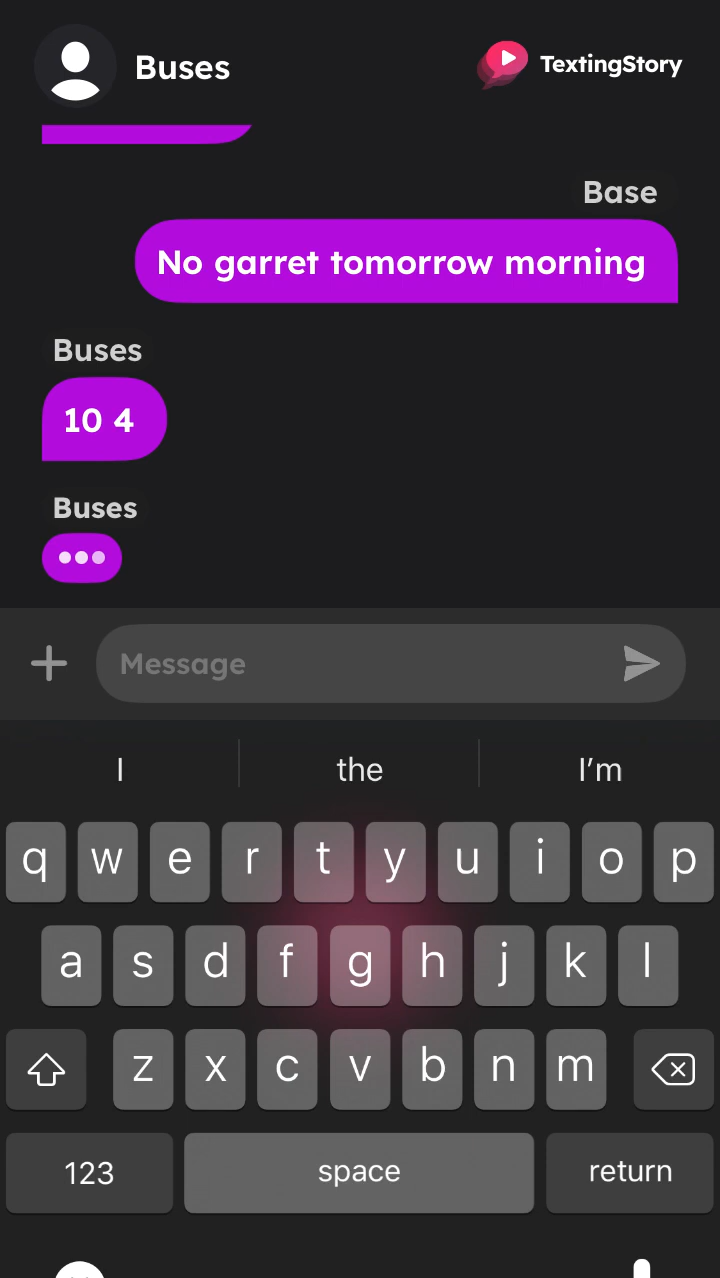 Buses
TextingStory
Base
No garret tomorrow morning
Buses
10 4
Buses
Message
I the I’m
q w e r t y u i o p
a s d f g h j k l
z x c v b n m
123 space return